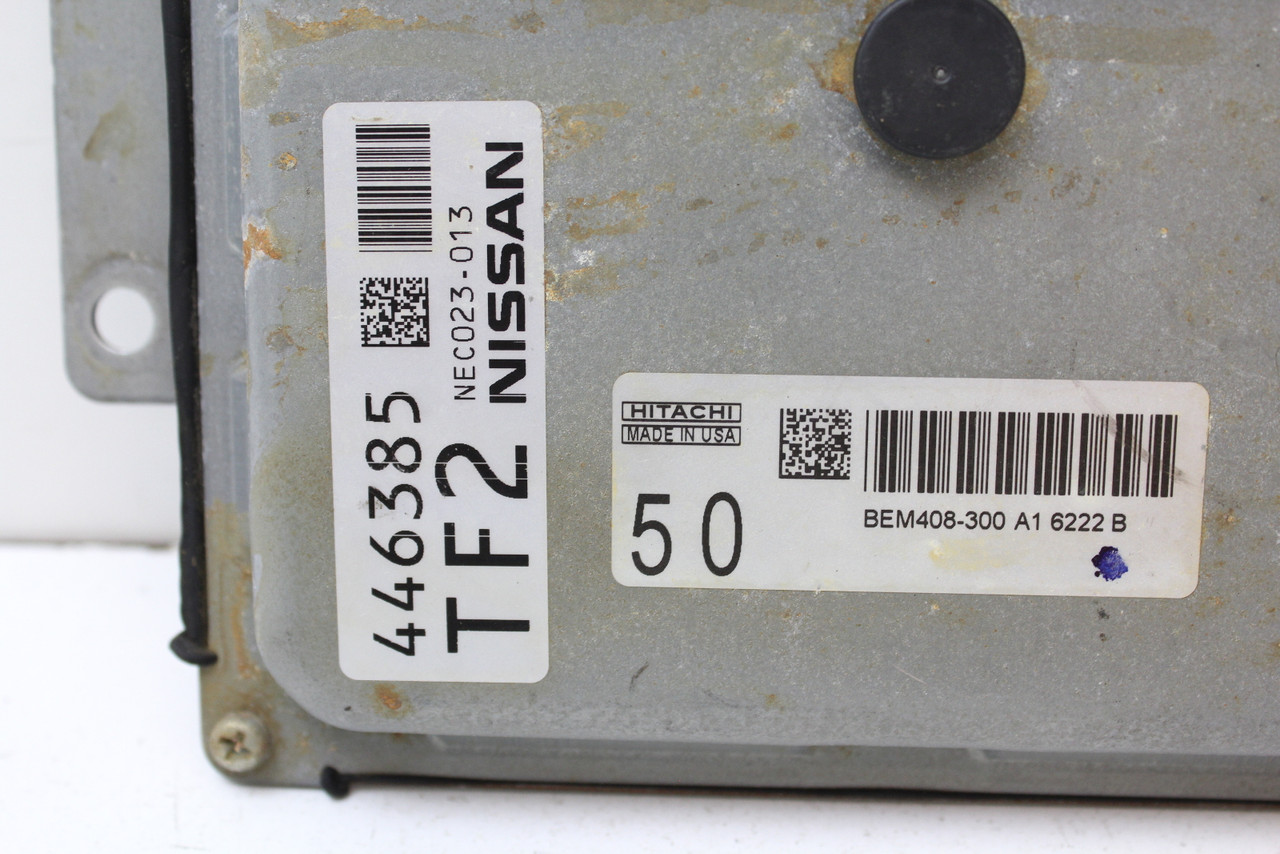 446385
NEC023-013
TF2 NISSAN
HITACHI
MADE IN USA
50
BEM408-300 A1 6222 B